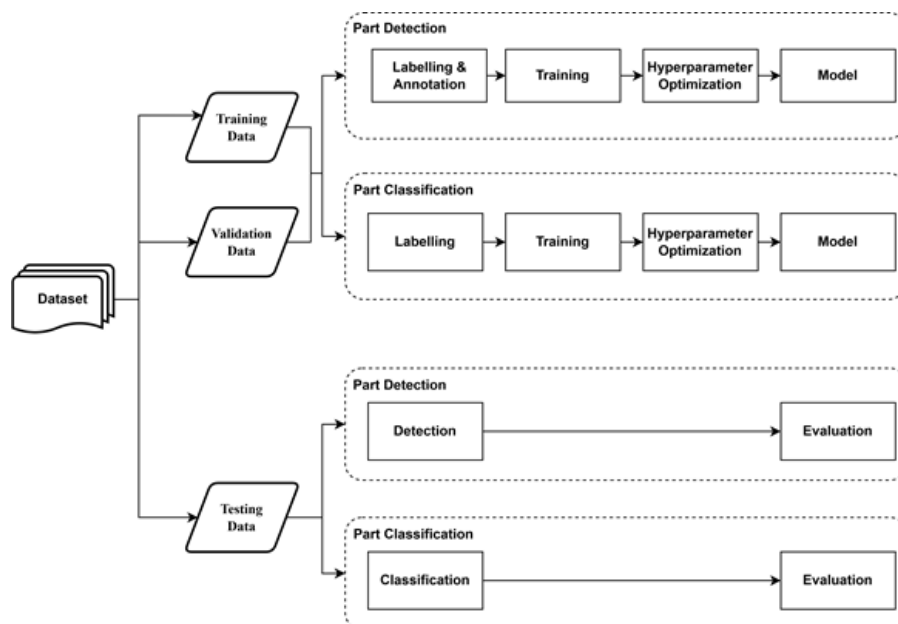 Part Detection
Labelling &
Annotation
Training
Hyperparameter
Optimization
Model
Training
Data
Part Classification
Labelling
Training
Hyperparameter
Optimization
Model
Validation
Data
Dataset
Part Detection
Detection
Evaluation
Testing
Data
Part Classification
Classification
Evaluation